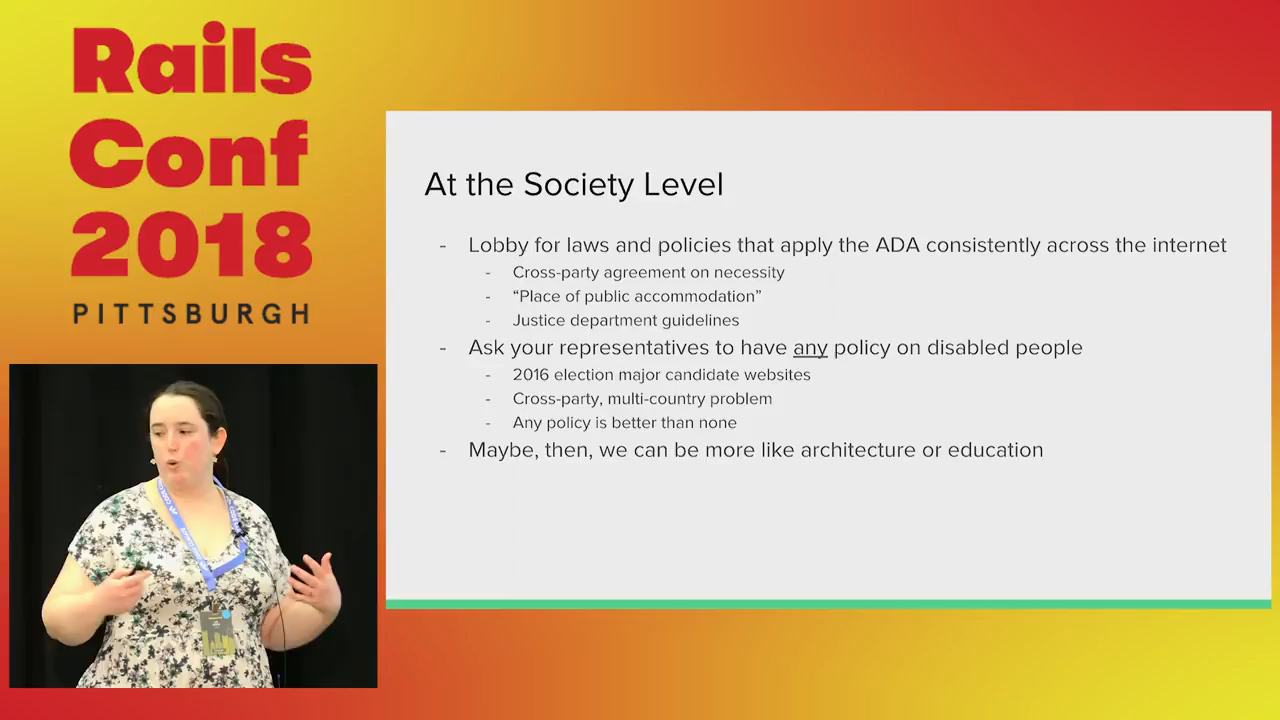 Rails
Conf
2018
PITTSBURGH
At the Society Level
- Lobby for laws and policies that apply the ADA consistently across the internet
- Cross-party agreement on necessity
- “Place of public accommodation”
- Justice department guidelines
- Ask your representatives to have any policy on disabled people
- 2016 election major candidate websites
- Cross-party, multi-country problem
- Any policy is better than none
- Maybe, then, we can be more like architecture or education